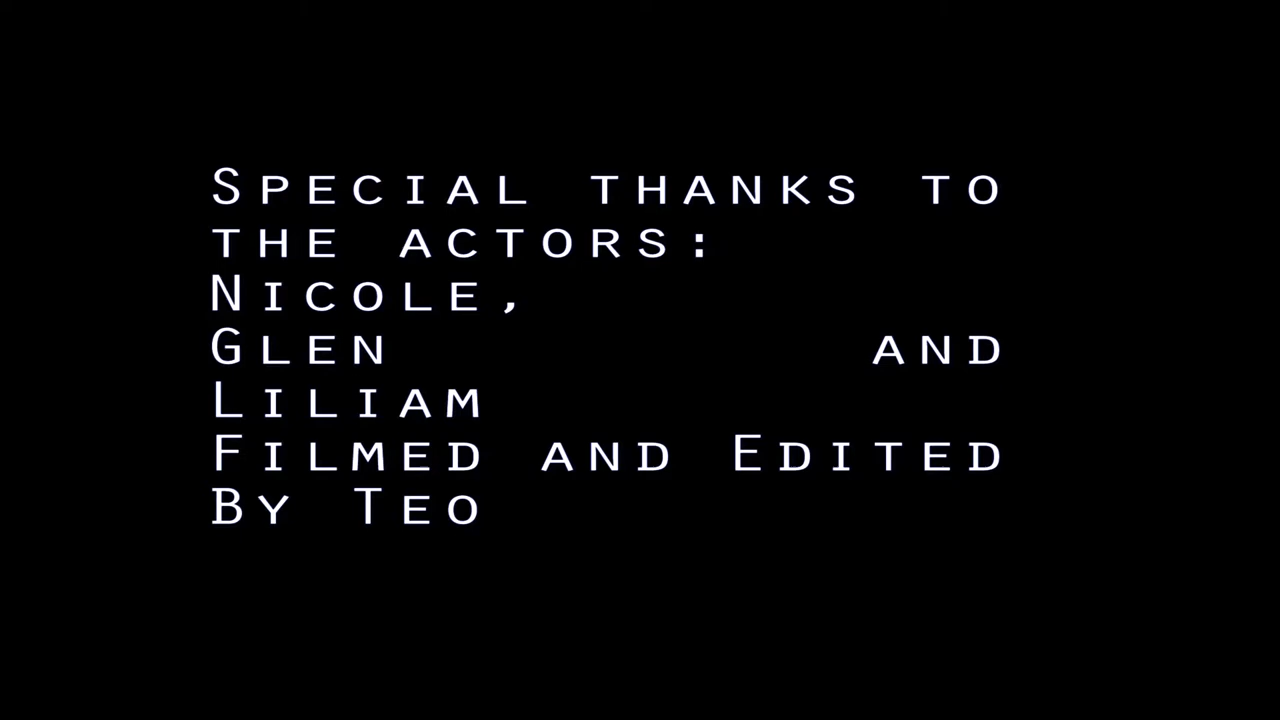 Special thanks to
the actors:
Nicole,
Glen and
Liliam
Filmed and Edited
By Teo